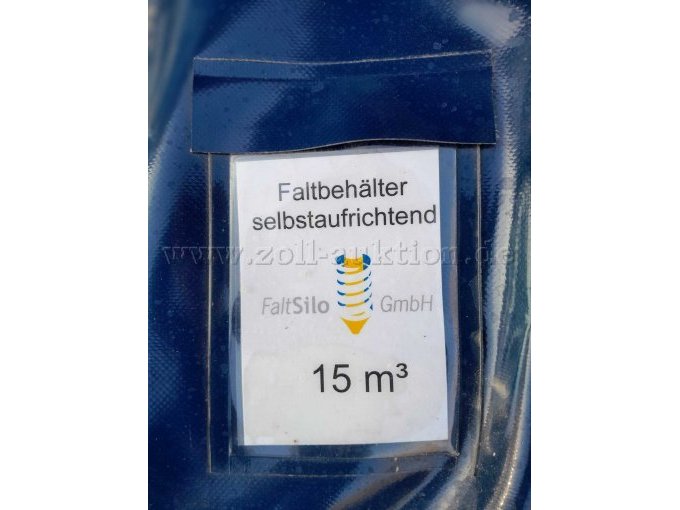 Faltbehälter
selbstaufrichtend
www.zoll-auktion.de
FaltSilo GmbH
15 m³